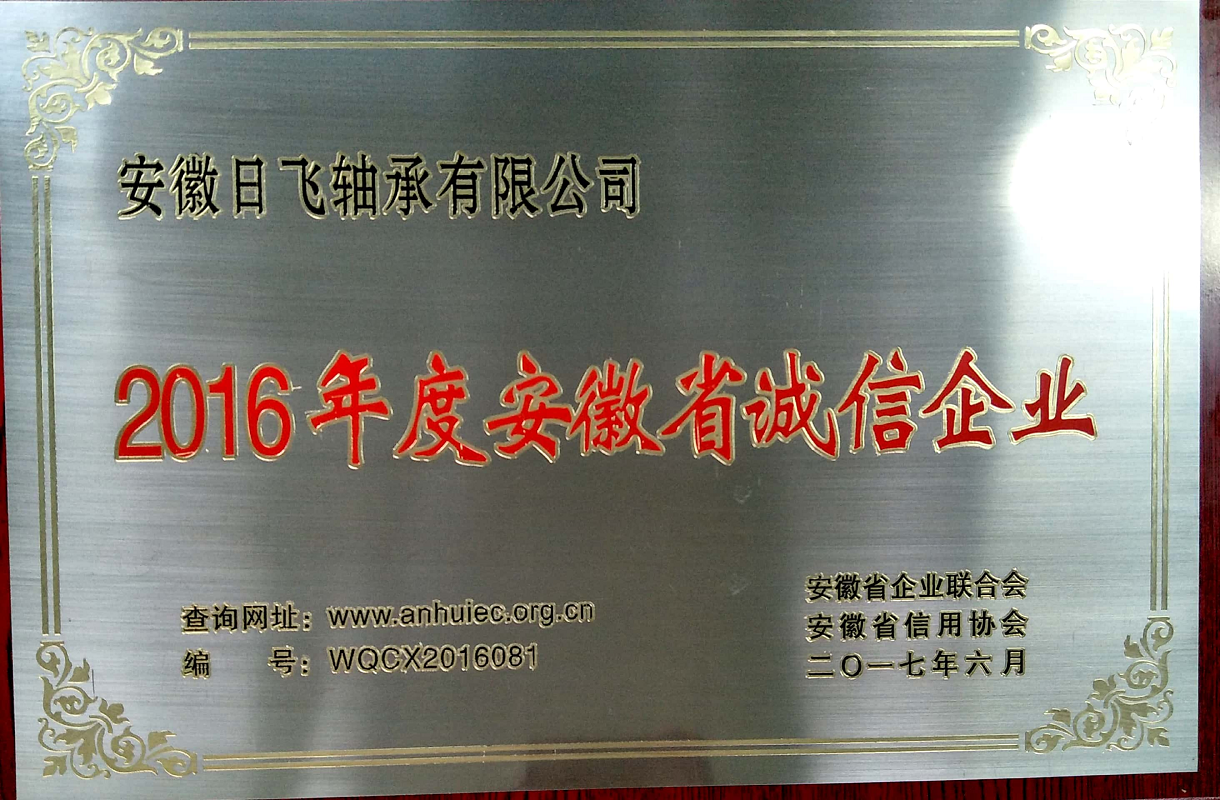 安徽日飞轴承有限公司
2016年度安徽省诚信企业
查询网址：www.anhuiec.org.cn
编　　号：WQCX2016081
安徽省企业联合会
安徽省信用协会
二〇一七年六月